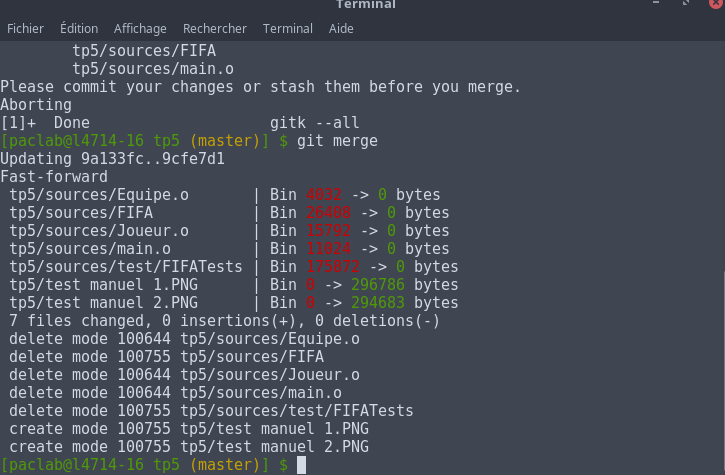 Terminal
Fichier Édition Affichage Rechercher Terminal Aide
tp5/sources/FIFA
tp5/sources/main.o
Please commit your changes or stash them before you merge.
Aborting
[1]+ Done gitk --all
[paclab@l4714-16 tp5 (master)] $ git merge
Updating 9a133fc..9cfe7d1
Fast-forward
tp5/sources/Equipe.o | Bin 4032 -> 0 bytes
tp5/sources/FIFA | Bin 26408 -> 0 bytes
tp5/sources/Joueur.o | Bin 15792 -> 0 bytes
tp5/sources/main.o | Bin 11824 -> 0 bytes
tp5/sources/test/FIFATests | Bin 175872 -> 0 bytes
tp5/test manuel 1.PNG | Bin 0 -> 296786 bytes
tp5/test manuel 2.PNG | Bin 0 -> 294683 bytes
7 files changed, 0 insertions(+), 0 deletions(-)
delete mode 100644 tp5/sources/Equipe.o
delete mode 100755 tp5/sources/FIFA
delete mode 100644 tp5/sources/Joueur.o
delete mode 100644 tp5/sources/main.o
delete mode 100755 tp5/sources/test/FIFATests
create mode 100755 tp5/test manuel 1.PNG
create mode 100755 tp5/test manuel 2.PNG
[paclab@l4714-16 tp5 (master)] $